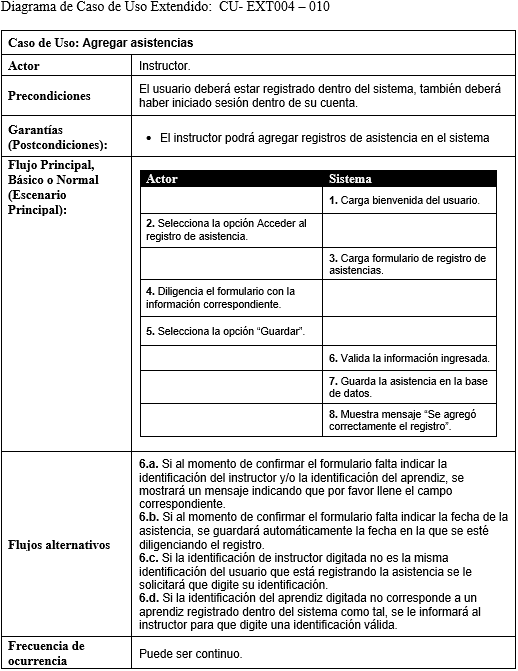 Diagrama de Caso de Uso Extendido:  CU- EXT004 – 010
Caso de Uso: Agregar asistencias
Actor
Instructor.
Precondiciones
El usuario deberá estar registrado dentro del sistema, también deberá
haber iniciado sesión dentro de su cuenta.
Garantías
(Postcondiciones):
• El instructor podrá agregar registros de asistencia en el sistema
Flujo Principal,
Básico o Normal
(Escenario
Principal):
Actor
Sistema
1. Carga bienvenida del usuario.
2. Selecciona la opción Acceder al
registro de asistencia.
3. Carga formulario de registro de
asistencias.
4. Diligencia el formulario con la
información correspondiente.
5. Selecciona la opción “Guardar”.
6. Valida la información ingresada.
7. Guarda la asistencia en la base
de datos.
8. Muestra mensaje “Se agregó
correctamente el registro”.
Flujos alternativos
6.a. Si al momento de confirmar el formulario falta indicar la
identificación del instructor y/o la identificación del aprendiz, se
mostrará un mensaje indicando que por favor llene el campo
correspondiente.
6.b. Si al momento de confirmar el formulario falta indicar la fecha de la
asistencia, se guardará automáticamente la fecha en la que se esté
diligenciando el registro.
6.c. Si la identificación de instructor digitada no es la misma
identificación del usuario que está registrando la asistencia se le
solicitará que digite su identificación.
6.d. Si la identificación del aprendiz digitada no corresponde a un
aprendiz registrado dentro del sistema como tal, se le informará al
instructor para que digite una identificación válida.
Frecuencia de
ocurrencia
Puede ser continuo.